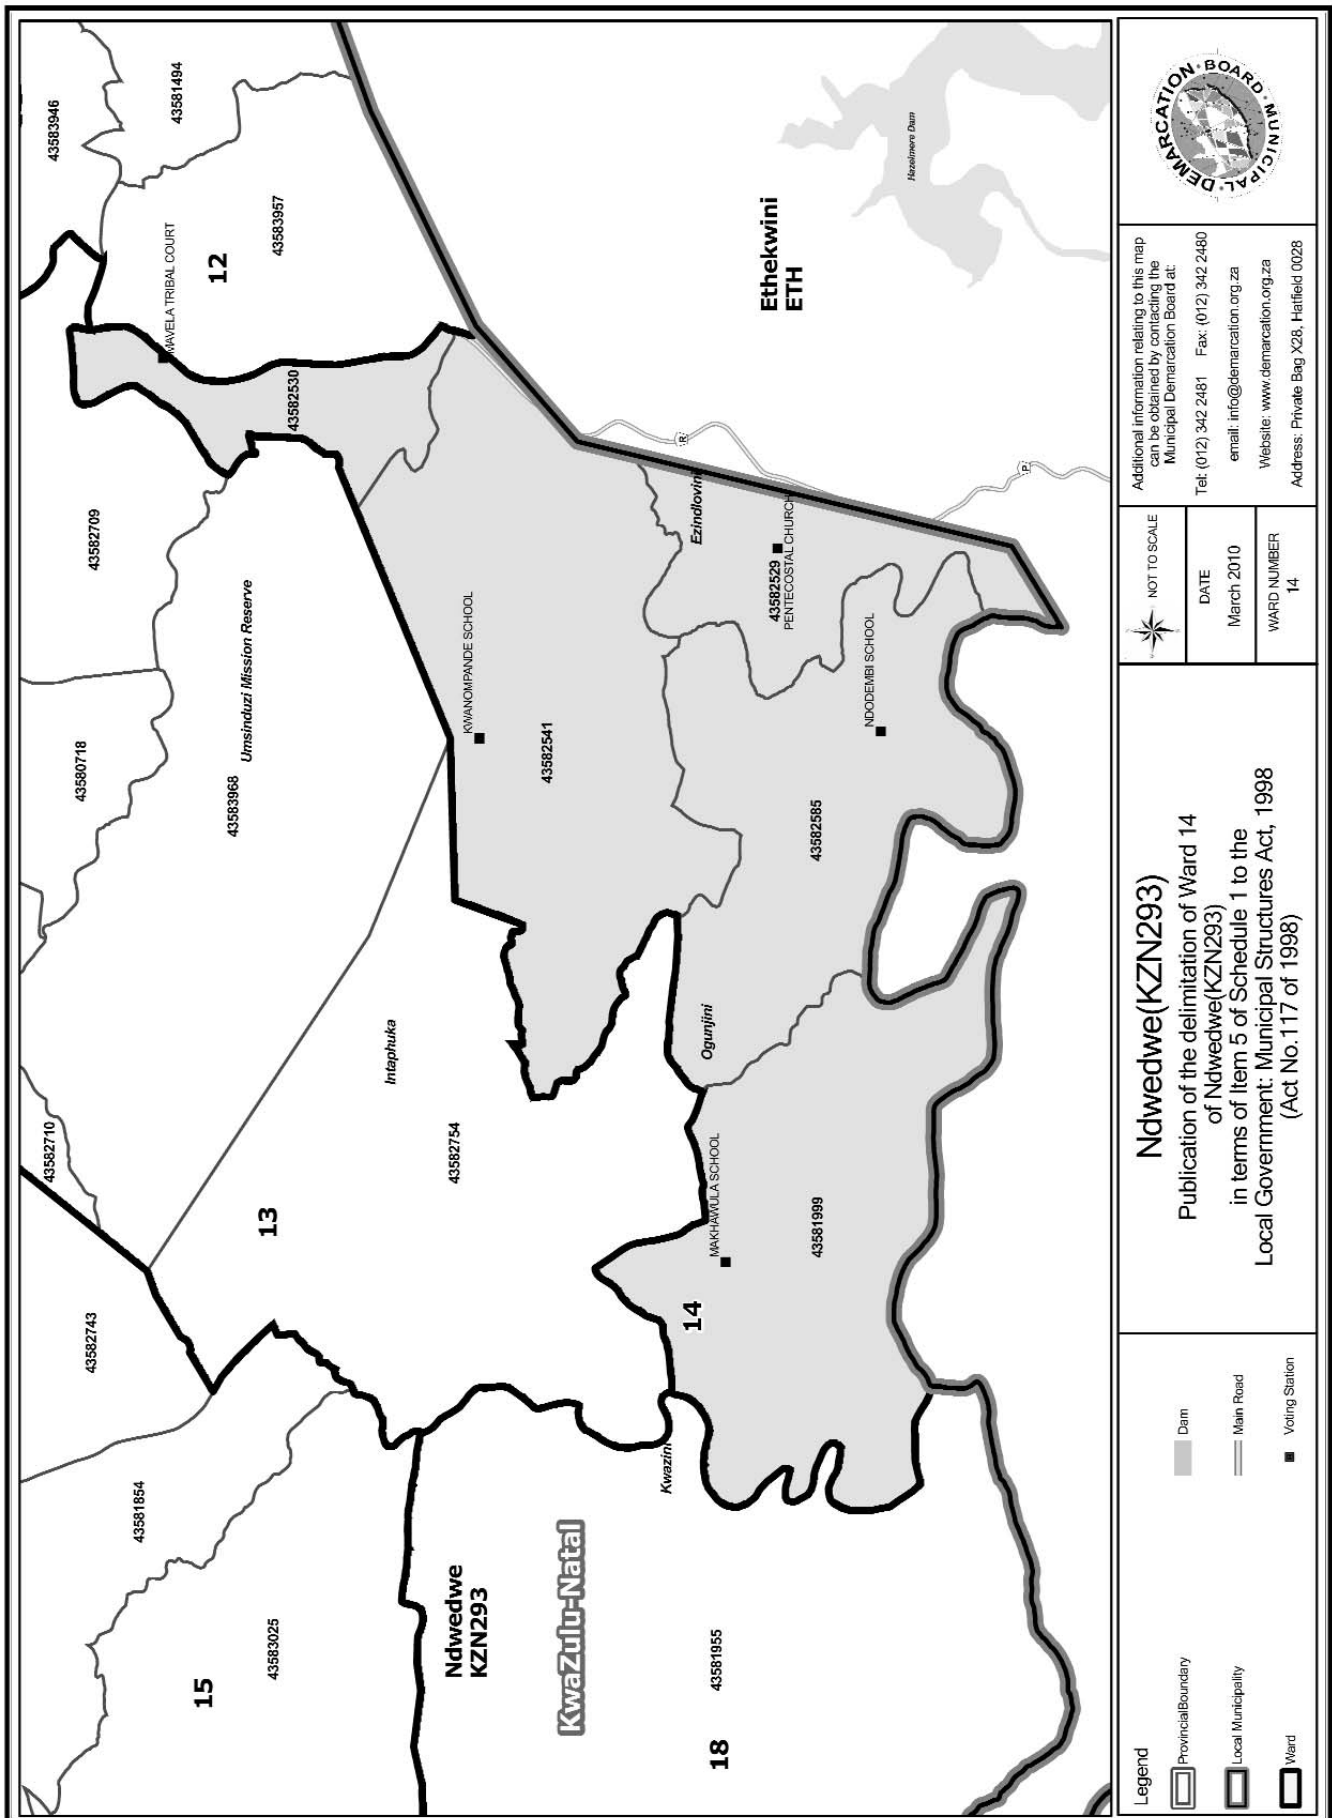 43583946
43581494
MAVELA TRIBAL COURT
12
43583957
43582530
43582709
Umsinduzi Mission Reserve
43580718
43583968
KWANOMPANDE SCHOOL
43582541
Ezindlovini
43582529
PENTECOSTAL CHURCH
NDODEMBI SCHOOL
43582585
Ethekwini
ETH
Hazelmere Dam
R
P
43582710
Intaphuka
43582754
13
43582743
Ogunjini
MAKHAWULA SCHOOL
43581999
14
Kwazini
43581854
43583025
15
Ndwedwe
KZN293
KwaZulu-Natal
43581955
18
Legend
ProvincialBoundary
Local Municipality
Ward
Dam
Main Road
Voting Station
Ndwedwe(KZN293)
Publication of the delimitation of Ward 14
of Ndwedwe(KZN293)
in terms of Item 5 of Schedule 1 to the
Local Government: Municipal Structures Act, 1998
(Act No.117 of 1998)
NOT TO SCALE
DATE
March 2010
WARD NUMBER
14
Additional information relating to this map
can be obtained by contacting the
Municipal Demarcation Board at:
Tel: (012) 342 2481 Fax: (012) 342 2480
email: info@demarcation.org.za
Website: www.demarcation.org.za
Address: Private Bag X28, Hatfield 0028
MUNICIPAL DEMARCATION BOARD